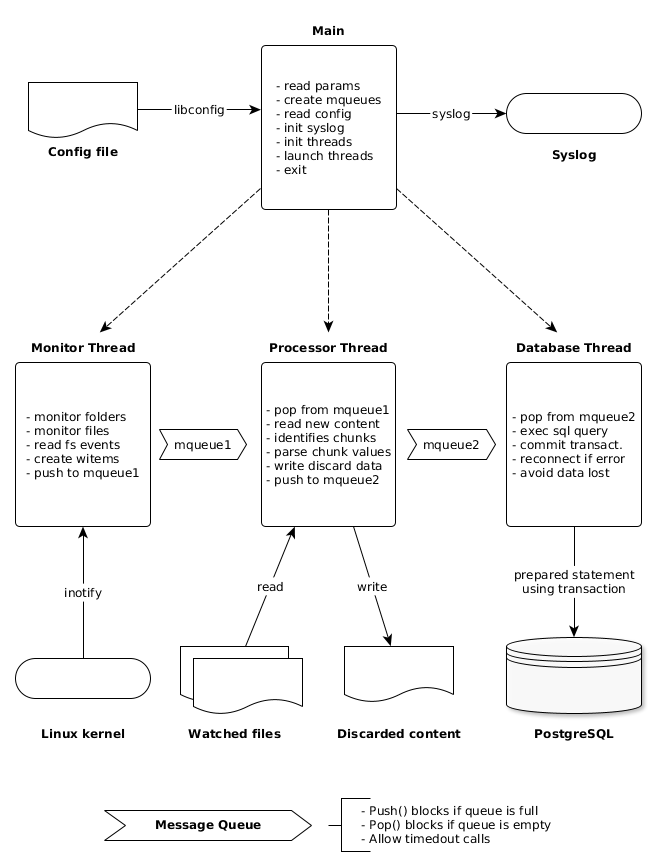 Main
- read params
- create mqueues
- read config
- init syslog
- init threads
- launch threads
- exit
libconfig
Config file
syslog
Syslog
Monitor Thread
- monitor folders
- monitor files
- read fs events
- create witems
- push to mqueue1
mqueue1
Processor Thread
- pop from mqueue1
- read new content
- identifies chunks
- parse chunk values
- write discard data
- push to mqueue2
mqueue2
Database Thread
- pop from mqueue2
- exec sql query
- commit transact.
- reconnect if error
- avoid data lost
inotify
Linux kernel
read
Watched files
write
Discarded content
prepared statement
using transaction
PostgreSQL
Message Queue
- Push() blocks if queue is full
- Pop() blocks if queue is empty
- Allow timedout calls